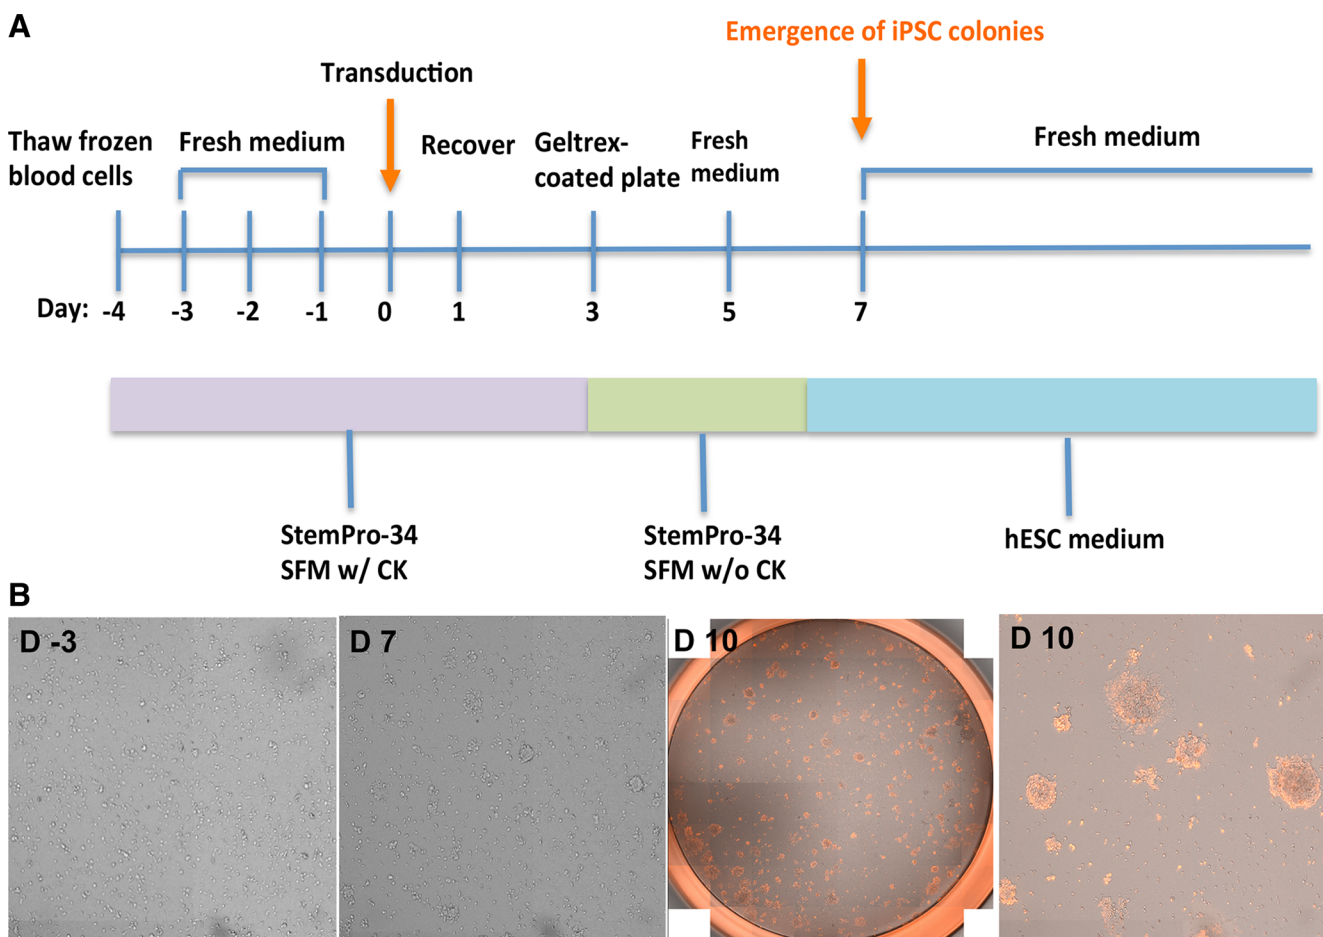 A
Emergence of iPSC colonies
Transduction
Thaw frozen
blood cells
Fresh medium
Recover
Geltrex-
coated plate
Fresh
medium
Fresh medium
Day: -4 -3 -2 -1 0 1 3 5 7
StemPro-34
SFM w/ CK
StemPro-34
SFM w/o CK
hESC medium
B
D -3
D 7
D 10
D 10